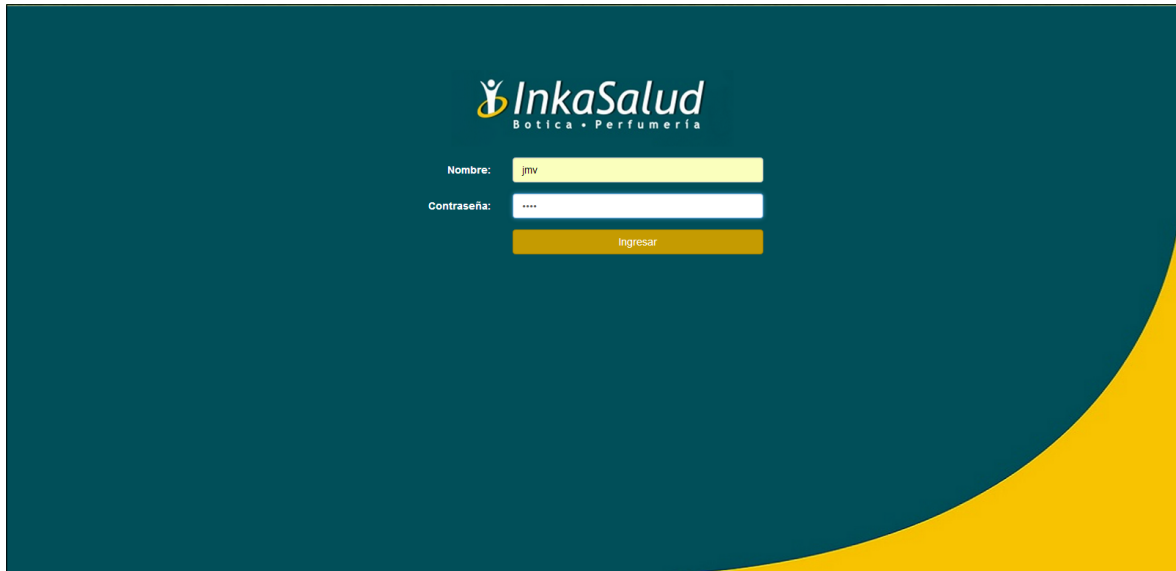 InkaSalud
Botica • Perfumería
Nombre: jmv
Contraseña: ••••
Ingresar